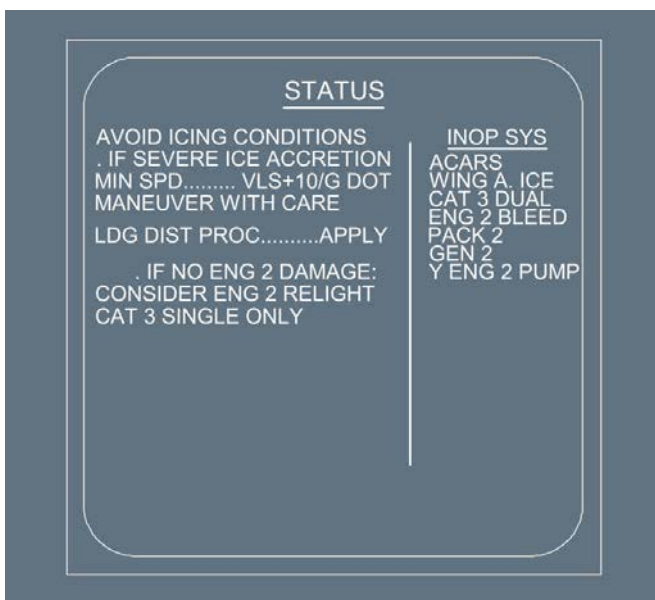 STATUS
AVOID ICING CONDITIONS
. IF SEVERE ICE ACCRETION
MIN SPD......... VLS+10/G DOT
MANEUVER WITH CARE
LDG DIST PROC..........APPLY
. IF NO ENG 2 DAMAGE:
CONSIDER ENG 2 RELIGHT
CAT 3 SINGLE ONLY
INOP SYS
ACARS
WING A. ICE
CAT 3 DUAL
ENG 2 BLEED
PACK 2
GEN 2
Y ENG 2 PUMP